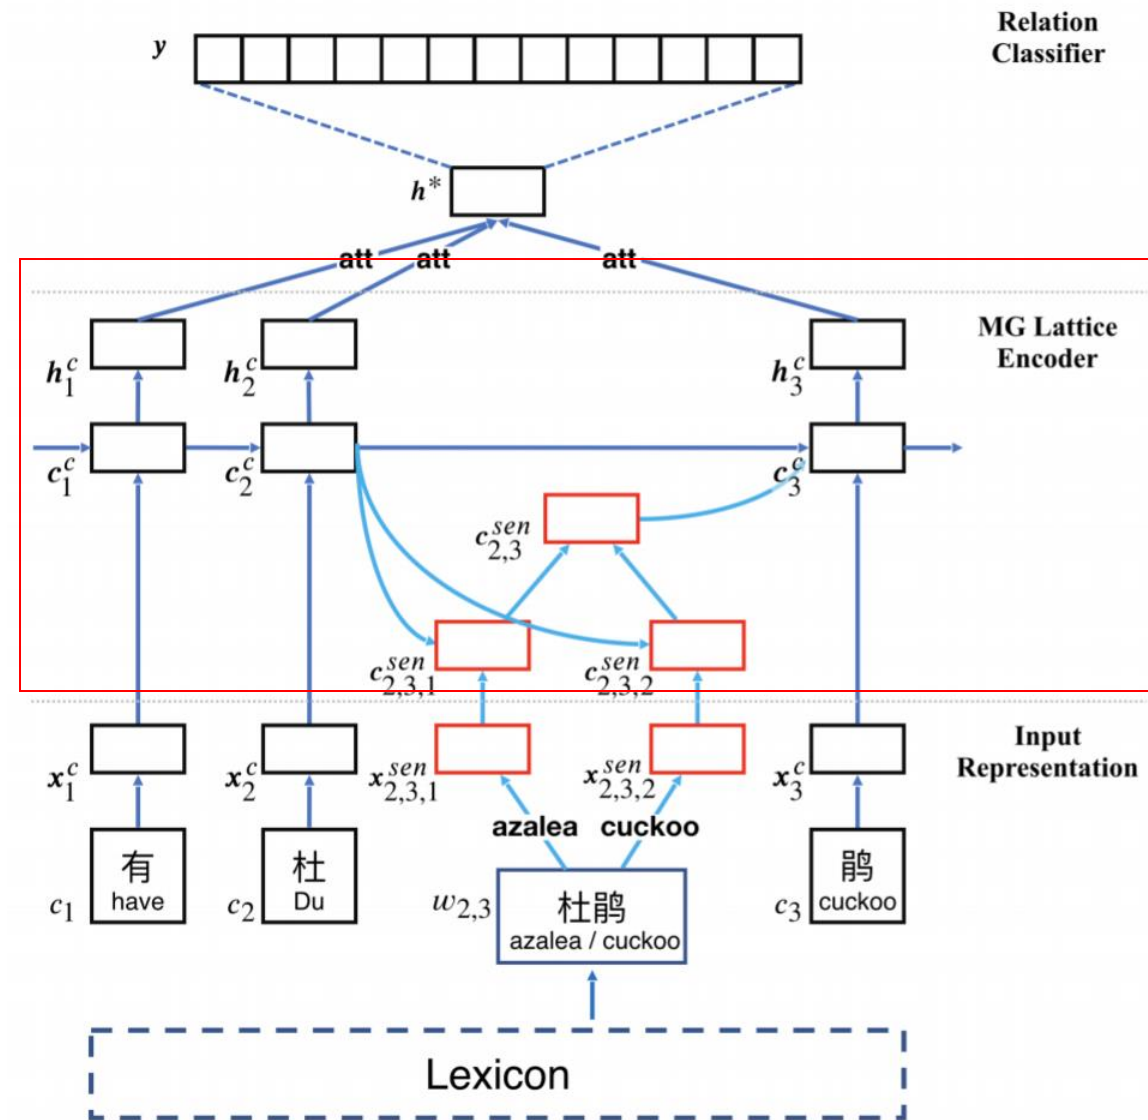 Relation
Classifier
y
h*
att att att
MG Lattice
Encoder
h_1^c h_2^c h_3^c
c_1^c c_2^c c_3^c
c_{2,3}^{sen}
c_{2,3,1}^{sen} c_{2,3,2}^{sen}
Input
Representation
x_1^c x_2^c x_{2,3,1}^{sen} x_{2,3,2}^{sen} x_3^c
azalea cuckoo
c_1 有 c_2 杜 w_{2,3} 杜鹃 c_3 鹃
have Du azalea / cuckoo cuckoo
Lexicon